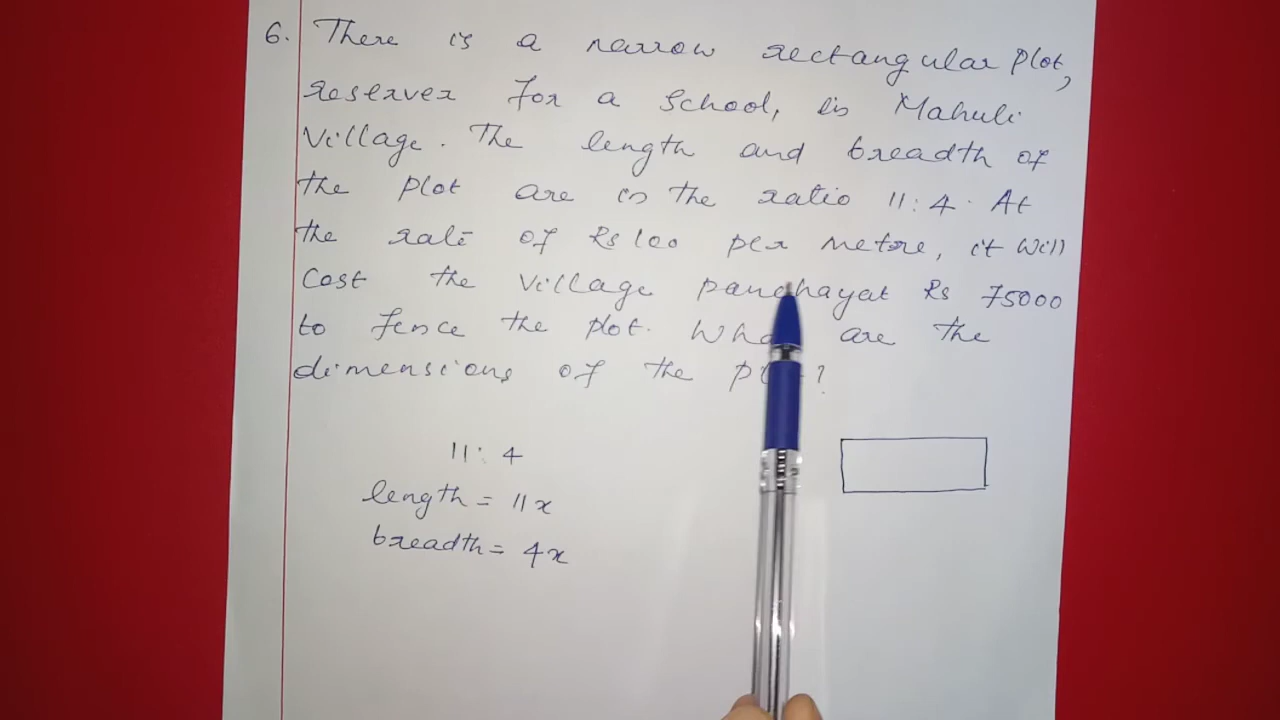 6. There is a narrow rectangular plot,
reserver for a school, in Mahuli
Village. The length and breadth of
the plot are in the ratio 11:4. At
the rate of Rs 100 per metre, it will
cost the village panchayat Rs 75000
to fence the plot. are the
dimensions of the ?
11:4
length = 11x
breadth = 4x